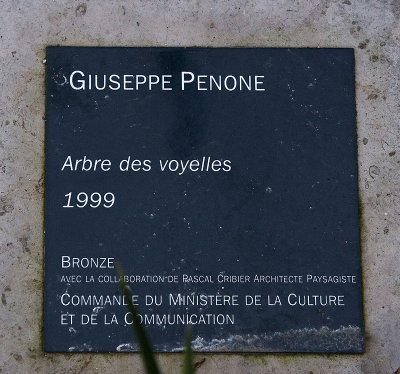 GIUSEPPE PENONE
Arbre des voyelles
1999
BRONZE
AVEC LA COLLABORATION DE PASCAL CRIBIER ARCHITECTE PAYSAGISTE
COMMANDE DU MINISTÈRE DE LA CULTURE
ET DE LA COMMUNICATION